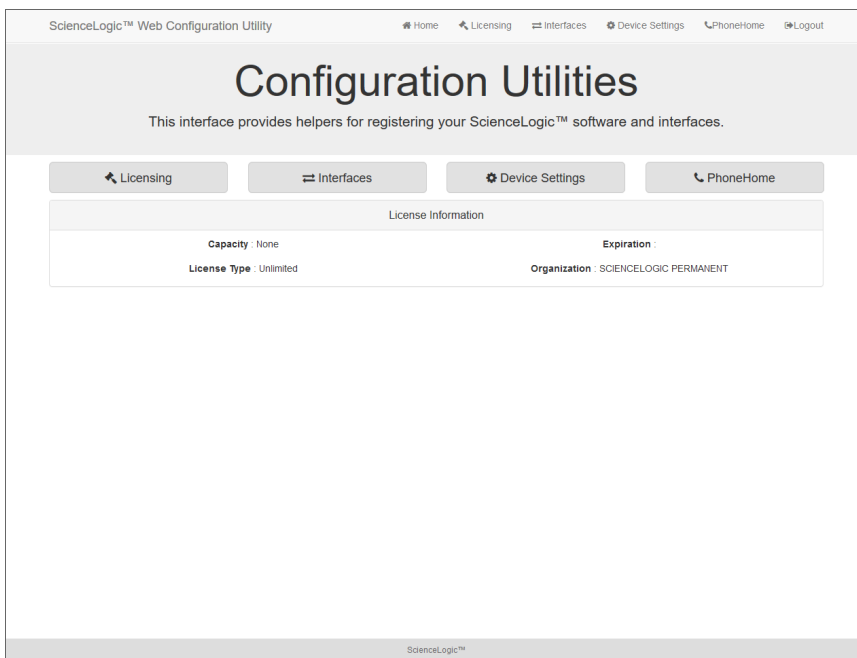 ScienceLogic™ Web Configuration Utility Home Licensing Interfaces Device Settings PhoneHome Logout
Configuration Utilities
This interface provides helpers for registering your ScienceLogic™ software and interfaces.
Licensing Interfaces Device Settings PhoneHome
License Information
Capacity : None Expiration :
License Type : Unlimited Organization : SCIENCELOGIC PERMANENT
ScienceLogic™